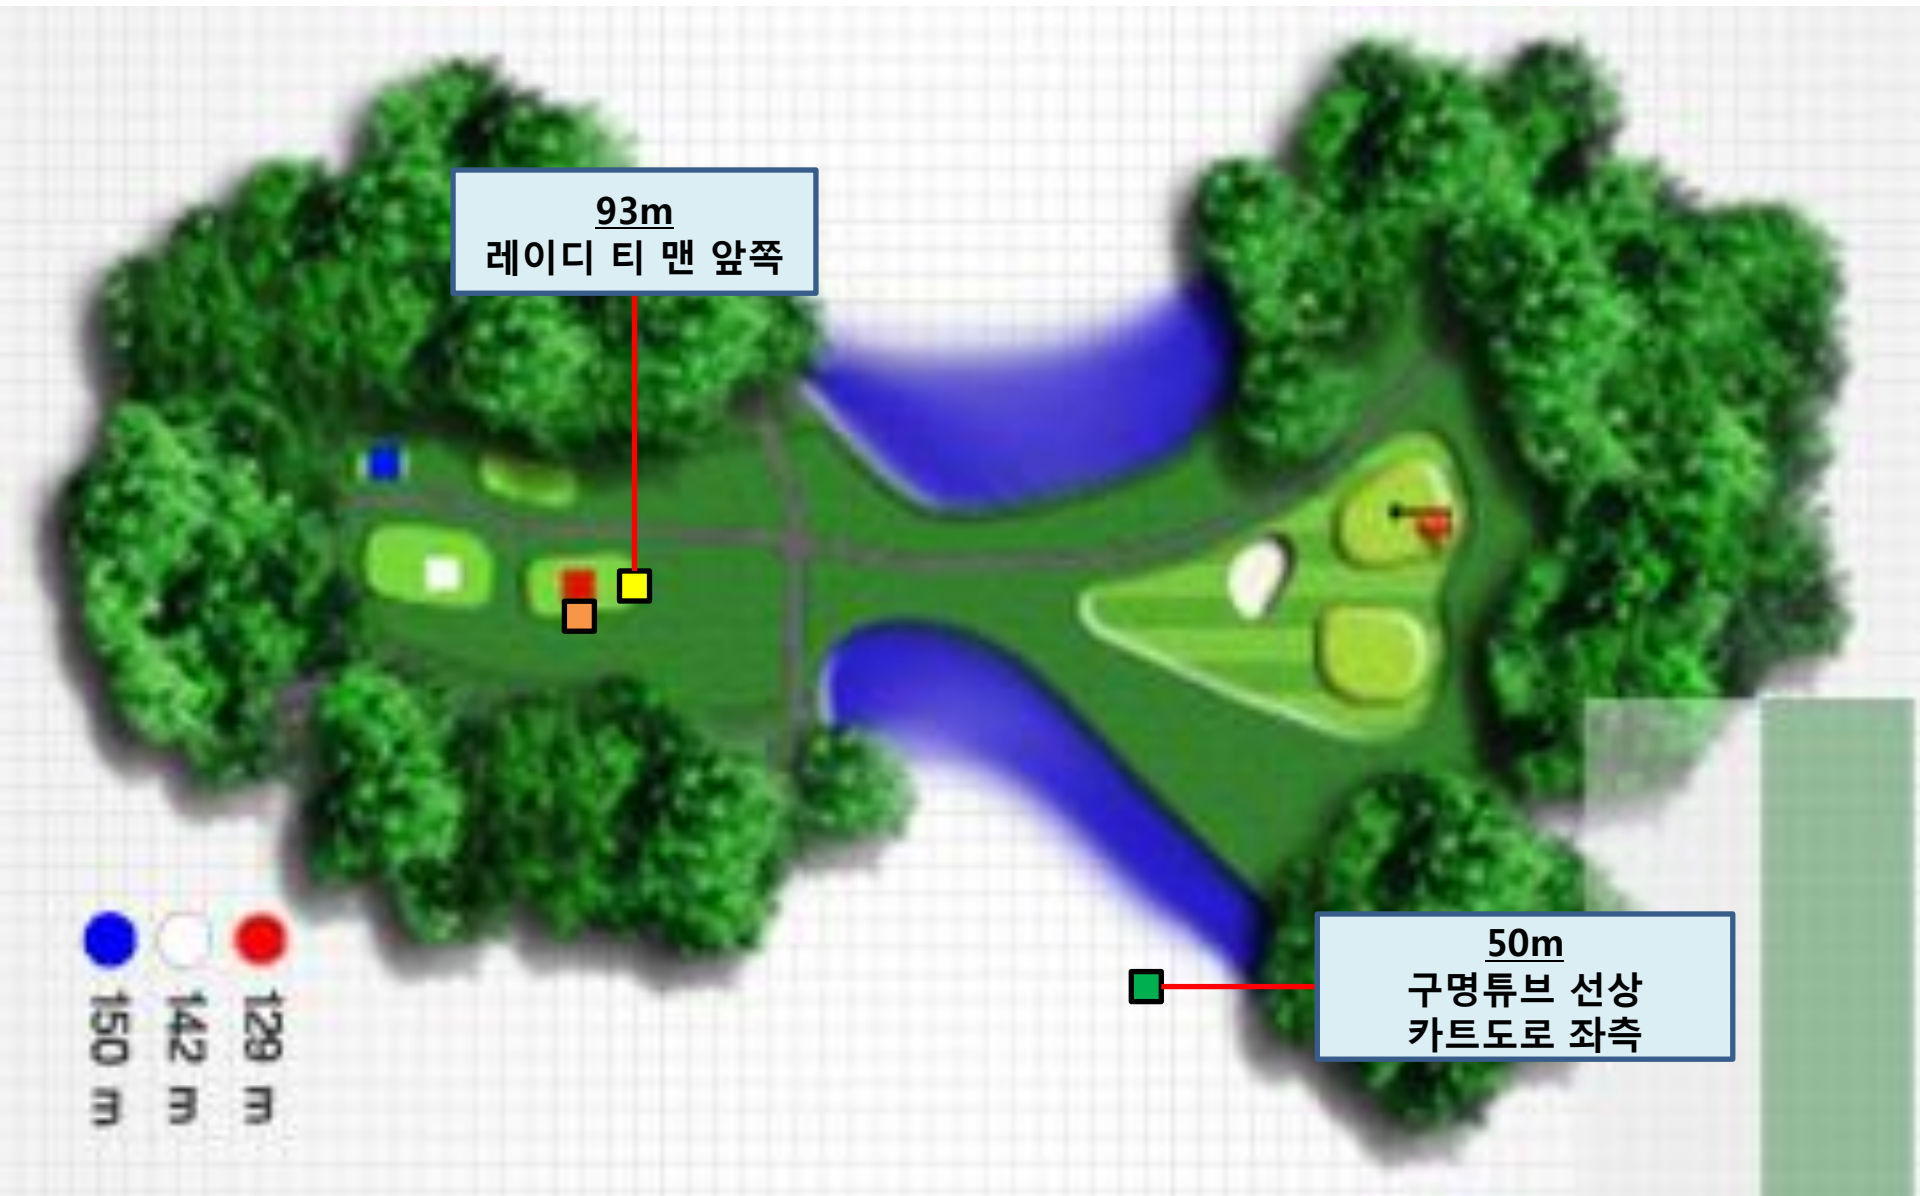 93m
레이디 티 맨 앞쪽
50m
구명튜브 선상
카트도로 좌측
150 m
142 m
129 m